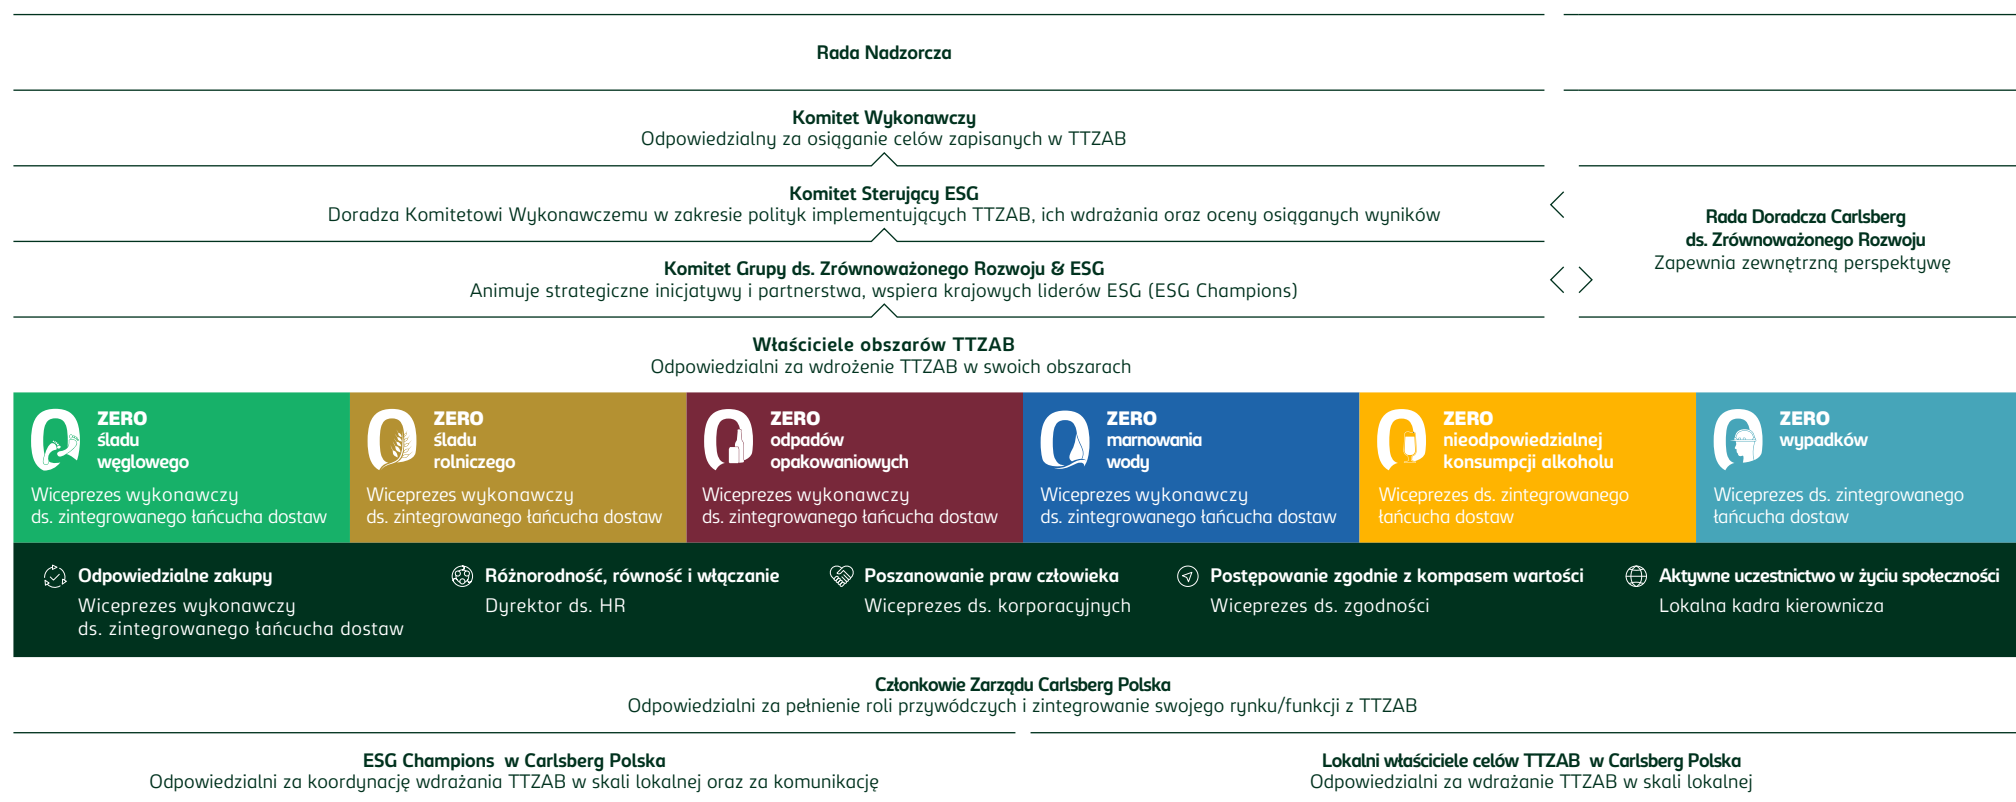 Rada Nadzorcza
Komitet Wykonawczy
Odpowiedzialny za osiąganie celów zapisanych w TTZAB
Komitet Sterujący ESG
Doradza Komitetowi Wykonawczemu w zakresie polityk implementujących TTZAB, ich wdrażania oraz oceny osiąganych wyników
Komitet Grupy ds. Zrównoważonego Rozwoju & ESG
Animuje strategiczne inicjatywy i partnerstwa, wspiera krajowych liderów ESG (ESG Champions)
Rada Doradcza Carlsberg
ds. Zrównoważonego Rozwoju
Zapewnia zewnętrzną perspektywę
Właściciele obszarów TTZAB
Odpowiedzialni za wdrożenie TTZAB w swoich obszarach
ZERO
śladu
węglowego
Wiceprezes wykonawczy
ds. zintegrowanego łańcucha dostaw
ZERO
śladu
rolniczego
Wiceprezes wykonawczy
ds. zintegrowanego łańcucha dostaw
ZERO
odpadów
opakowaniowych
Wiceprezes wykonawczy
ds. zintegrowanego łańcucha dostaw
ZERO
marnowania
wody
Wiceprezes wykonawczy
ds. zintegrowanego łańcucha dostaw
ZERO
nieodpowiedzialnej
konsumpcji alkoholu
Wiceprezes ds. zintegrowanego
łańcucha dostaw
ZERO
wypadków
Wiceprezes ds. zintegrowanego
łańcucha dostaw
Odpowiedzialne zakupy
Wiceprezes wykonawczy
ds. zintegrowanego łańcucha dostaw
Różnorodność, równość i włączanie
Dyrektor ds. HR
Poszanowanie praw człowieka
Wiceprezes ds. korporacyjnych
Postępowanie zgodnie z kompasem wartości
Wiceprezes ds. zgodności
Aktywne uczestnictwo w życiu społeczności
Lokalna kadra kierownicza
Członkowie Zarządu Carlsberg Polska
Odpowiedzialni za pełnienie roli przywódczych i zintegrowanie swojego rynku/funkcji z TTZAB
ESG Champions w Carlsberg Polska
Odpowiedzialni za koordynację wdrażania TTZAB w skali lokalnej oraz za komunikację
Lokalni właściciele celów TTZAB w Carlsberg Polska
Odpowiedzialni za wdrażanie TTZAB w skali lokalnej